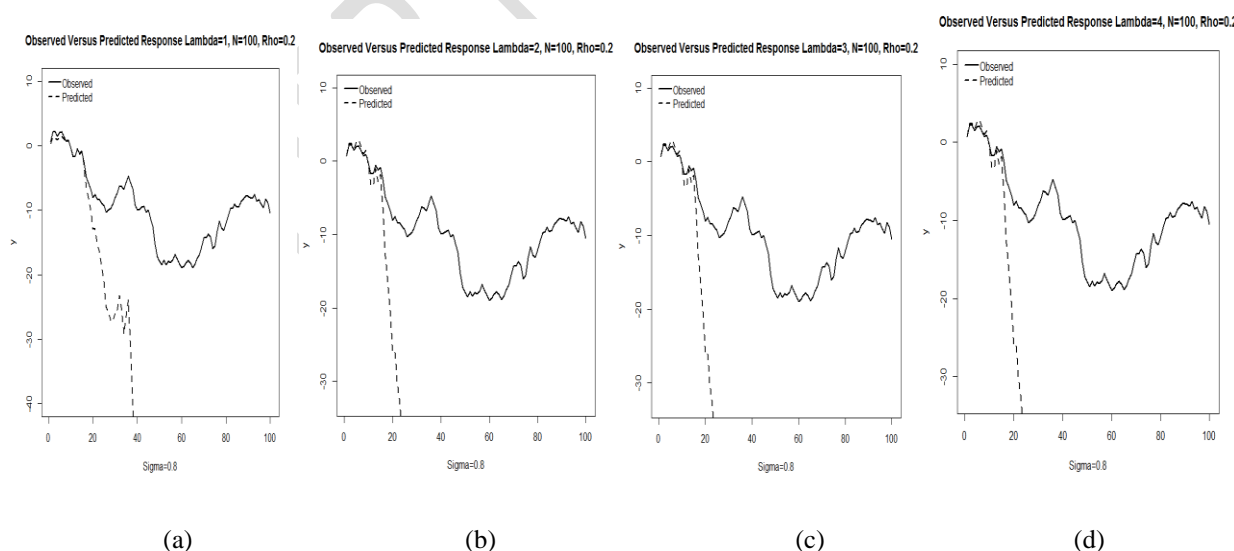 Observed Versus Predicted Response Lambda=1, N=100, Rho=0.2
10
0
-10
-20
-30
-40
y
Observed
Predicted
0 20 40 60 80 100
Sigma=0.8
(a)
Observed Versus Predicted Response Lambda=2, N=100, Rho=0.2
10
0
-10
-20
-30
y
Observed
Predicted
0 20 40 60 80 100
Sigma=0.8
(b)
Observed Versus Predicted Response Lambda=3, N=100, Rho=0.2
10
0
-10
-20
-30
y
Observed
Predicted
0 20 40 60 80 100
Sigma=0.8
(c)
Observed Versus Predicted Response Lambda=4, N=100, Rho=0.2
10
0
-10
-20
-30
y
Observed
Predicted
0 20 40 60 80 100
Sigma=0.8
(d)